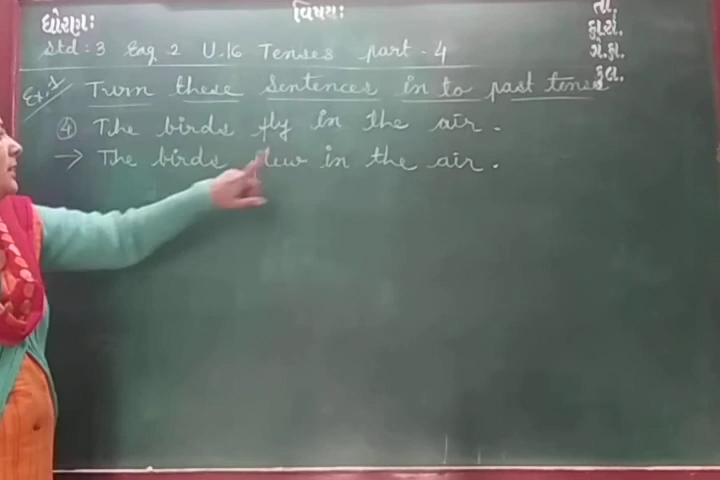 ધોરણઃ વિષયઃ તા.
Std : 3 Eng 2 U.16 Tenses part - 4 કુ.સં.
ગે.હા.
કુલ.
Ex.1 Turn these Sentences in to past tense
④ The birds fly in the air.
→ The birds flew in the air.